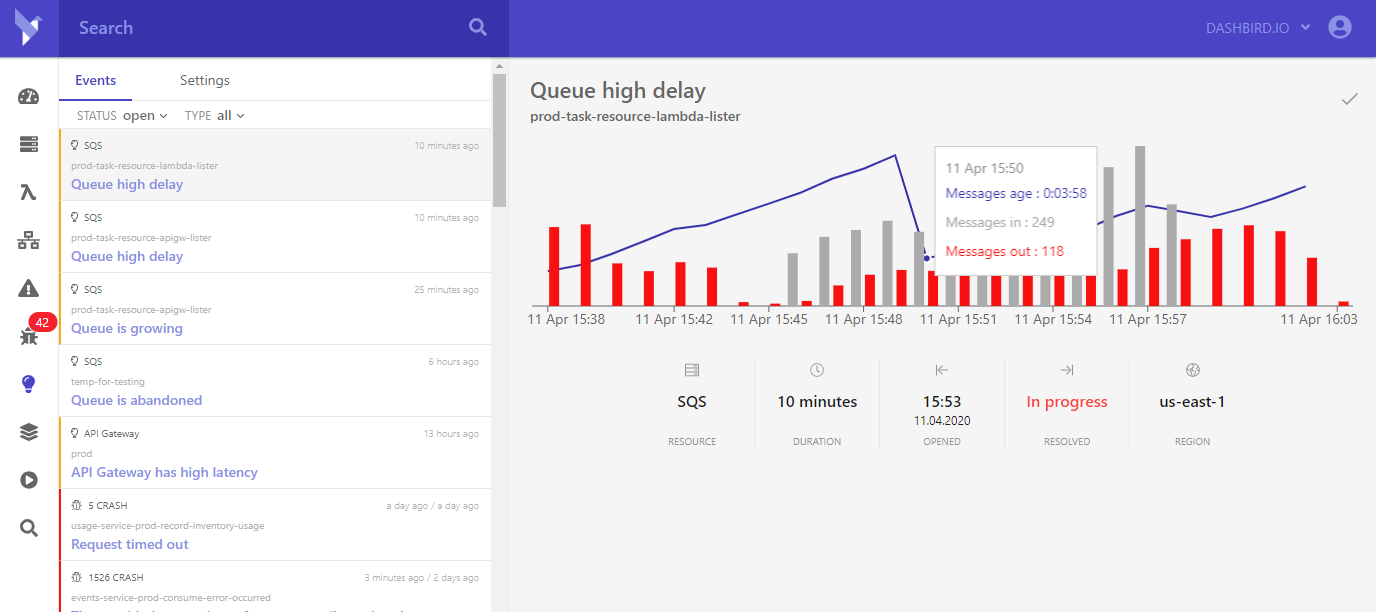 Search
DASHBIRD.IO
42
Events
Settings
STATUS open
TYPE all
SQS
10 minutes ago
prod-task-resource-lambda-lister
Queue high delay
SQS
10 minutes ago
prod-task-resource-apigw-lister
Queue high delay
SQS
25 minutes ago
prod-task-resource-lambda-lister
Queue is growing
SQS
6 hours ago
temp-for-testing
Queue is abandoned
API Gateway
13 hours ago
prod
API Gateway has high latency
5 CRASH
a day ago / a day ago
usage-service-prod-record-inventory-usage
Request timed out
1526 CRASH
3 minutes ago / 2 days ago
events-service-prod-consume-error-occurred
Queue high delay
prod-task-resource-lambda-lister
11 Apr 15:50
Messages age : 0:03:58
Messages in : 249
Messages out : 118
11 Apr 15:38
11 Apr 15:42
11 Apr 15:45
11 Apr 15:48
11 Apr 15:51
11 Apr 15:54
11 Apr 15:57
11 Apr 16:03
SQS
RESOURCE
10 minutes
DURATION
15:53
11.04.2020
OPENED
In progress
RESOLVED
us-east-1
REGION